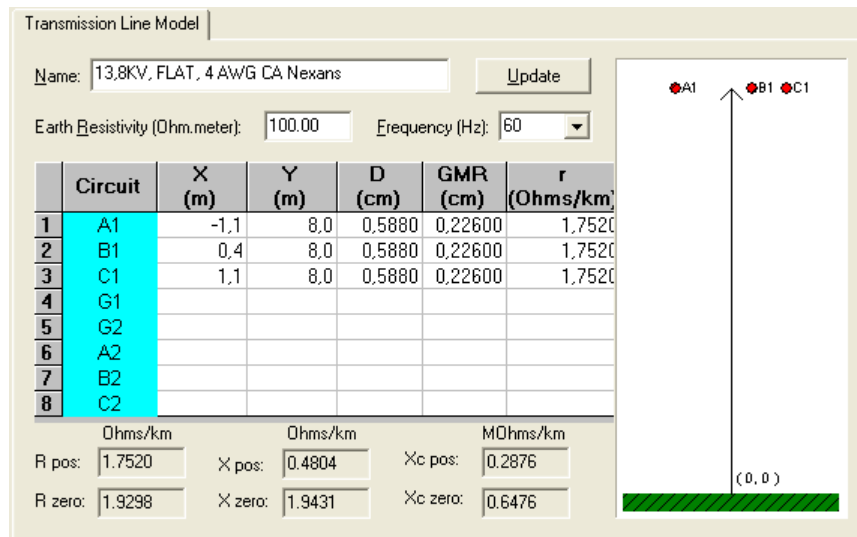 Transmission Line Model
Name: 13,8KV, FLAT, 4 AWG CA Nexans Update
Earth Resistivity (Ohm.meter): 100.00 Frequency (Hz): 60
Circuit X (m) Y (m) D (cm) GMR (cm) r (Ohms/km)
1 A1 -1,1 8,0 0,5880 0,22600 1,7520
2 B1 0,4 8,0 0,5880 0,22600 1,7520
3 C1 1,1 8,0 0,5880 0,22600 1,7520
4 G1
5 G2
6 A2
7 B2
8 C2
Ohms/km Ohms/km MOhms/km
R pos: 1.7520 X pos: 0.4804 Xc pos: 0.2876
R zero: 1.9298 X zero: 1.9431 Xc zero: 0.6476
A1 B1 C1
(0,0)